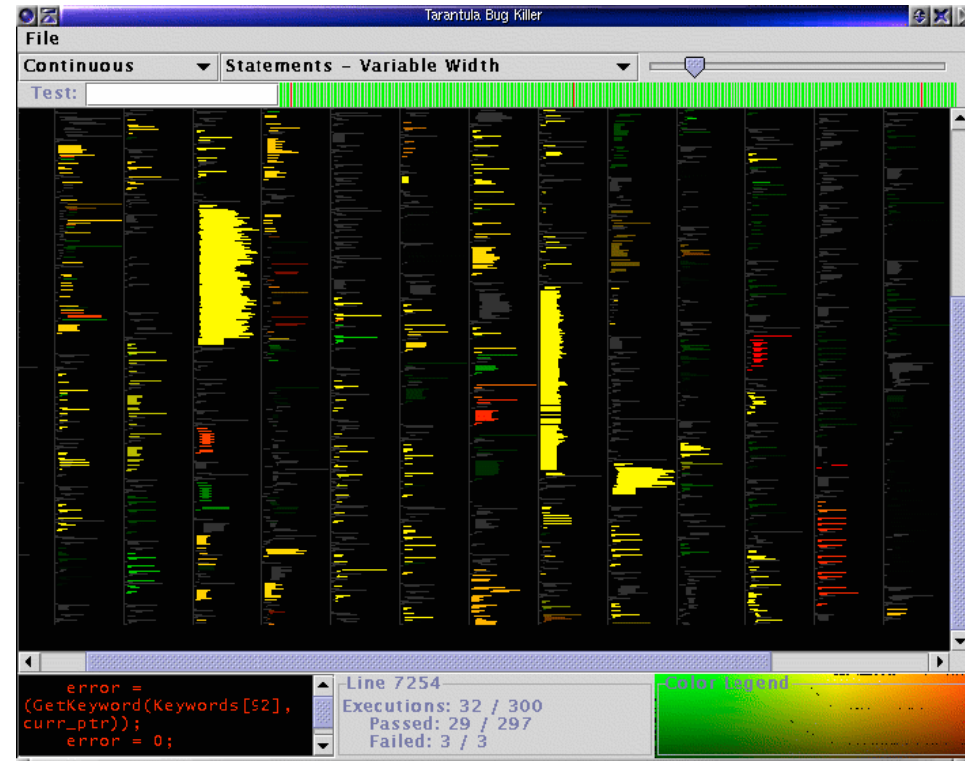 Tarantula Bug Killer
File
Continuous
Statements – Variable Width
Test:
error =
(GetKeyword(Keywords[52],
curr_ptr));
error = 0;
Line 7254
Executions: 32 / 300
Passed: 29 / 297
Failed: 3 / 3
Color Legend